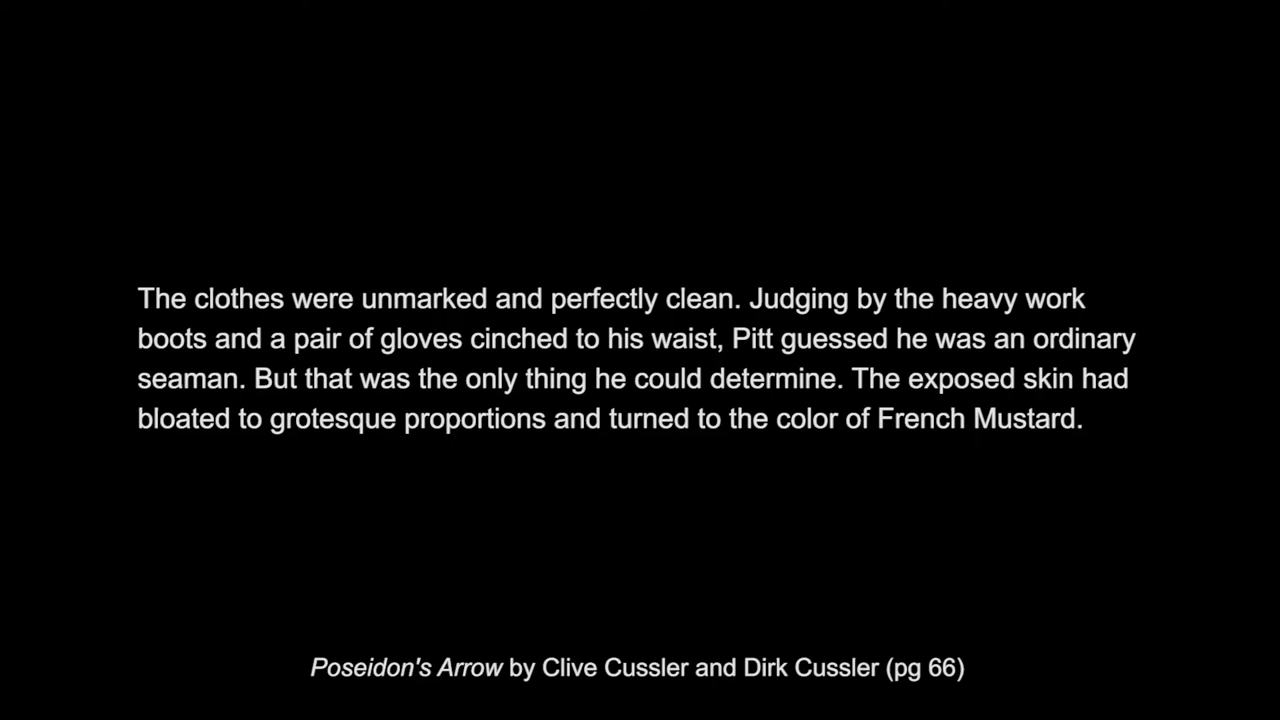 The clothes were unmarked and perfectly clean. Judging by the heavy work
boots and a pair of gloves cinched to his waist, Pitt guessed he was an ordinary
seaman. But that was the only thing he could determine. The exposed skin had
bloated to grotesque proportions and turned to the color of French Mustard.
Poseidon's Arrow by Clive Cussler and Dirk Cussler (pg 66)